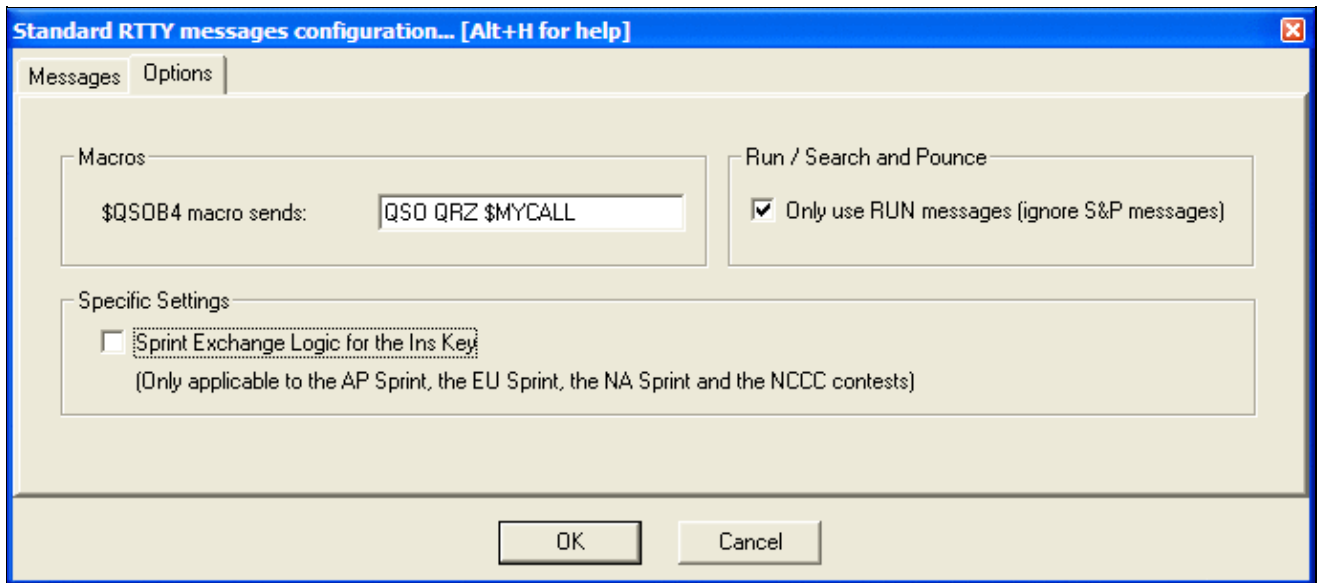 Standard RTTY messages configuration... [Alt+H for help]
Messages Options
Macros
$QSOB4 macro sends: QSO QRZ $MYCALL
Run / Search and Pounce
Only use RUN messages (ignore S&P messages)
Specific Settings
Sprint Exchange Logic for the Ins Key
(Only applicable to the AP Sprint, the EU Sprint, the NA Sprint and the NCCC contests)
OK Cancel